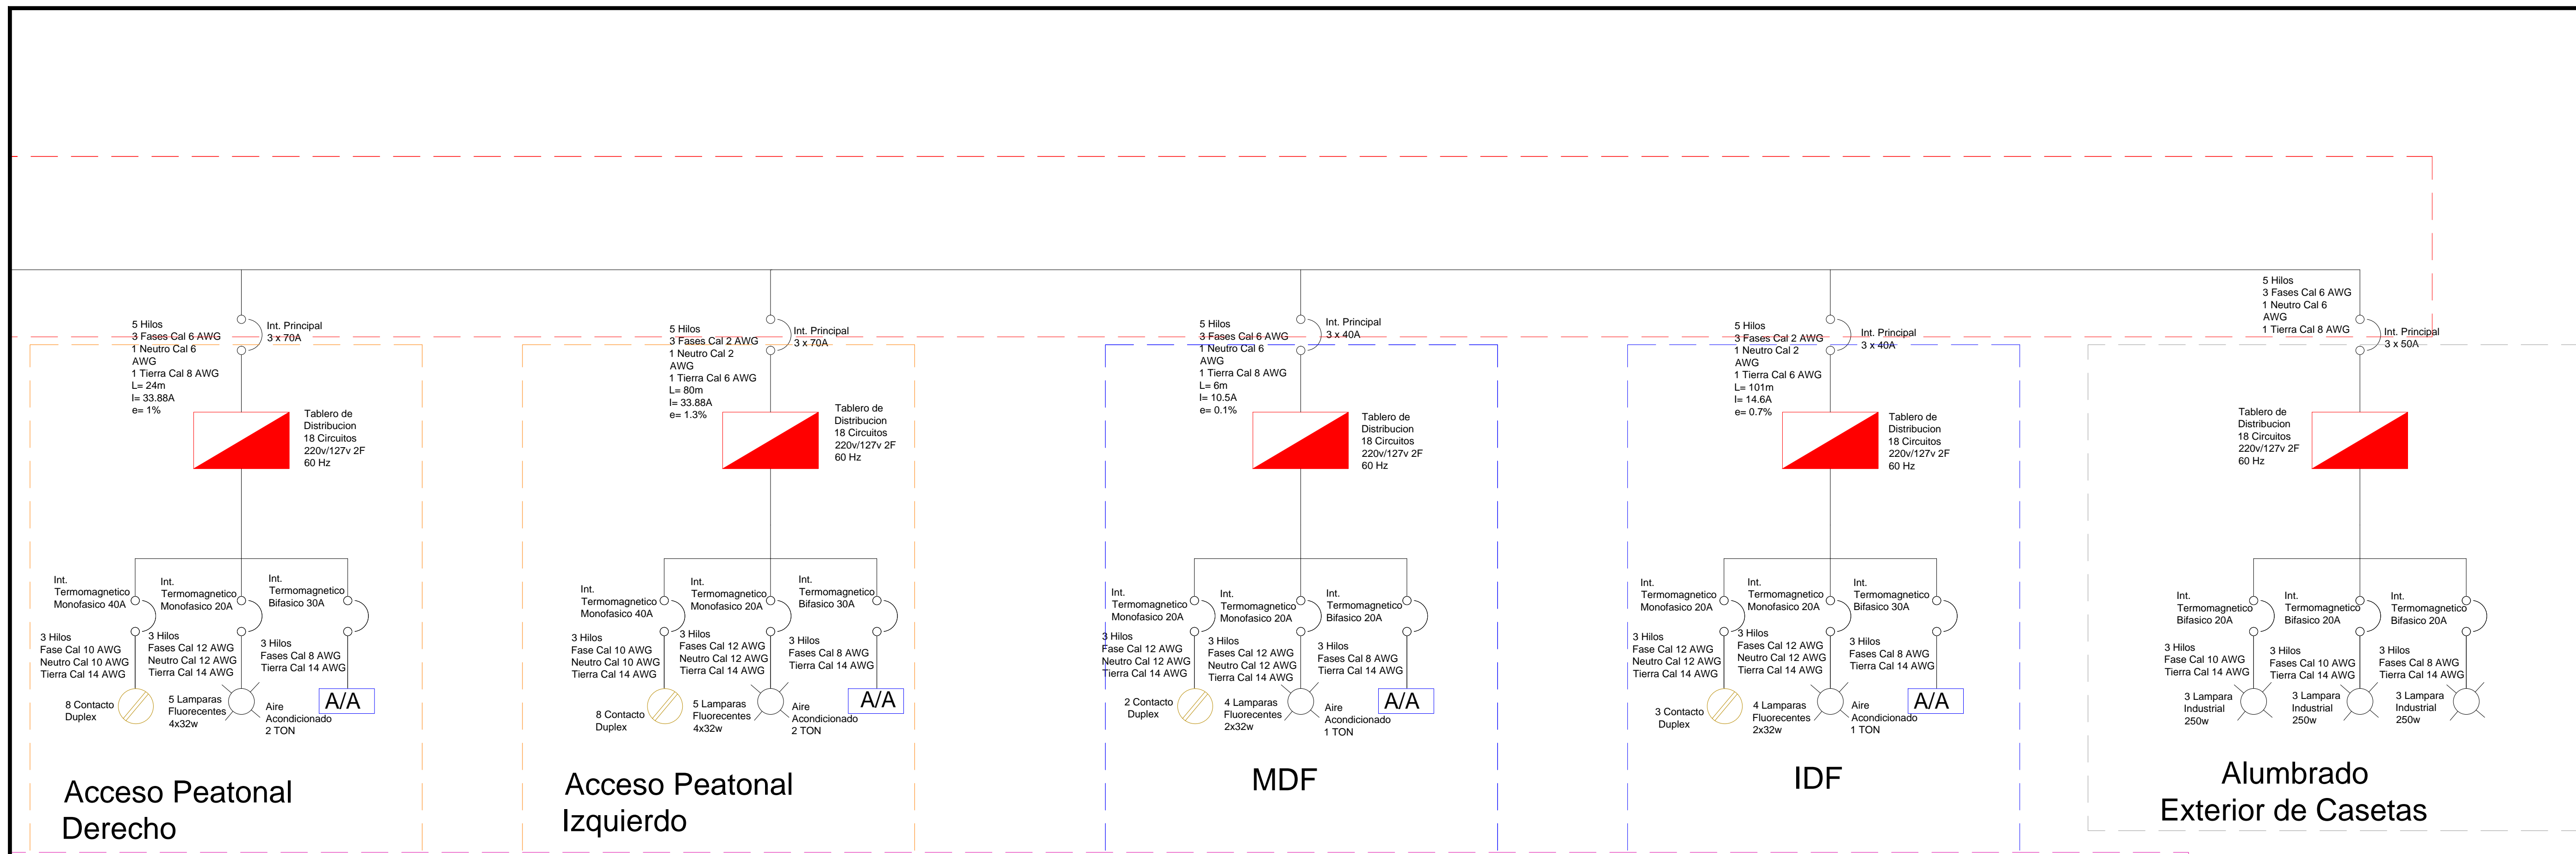 5 Hilos
3 Fases Cal 6 AWG
1 Neutro Cal 6
AWG
1 Tierra Cal 8 AWG
L= 24m
I= 33.88A
e= 1%
Int. Principal
3 x 70A
Tablero de
Distribucion
18 Circuitos
220v/127v 2F
60 Hz
Int.
Termomagnetico
Monofasico 40A
Int.
Termomagnetico
Monofasico 20A
Int.
Termomagnetico
Bifasico 30A
3 Hilos
Fase Cal 10 AWG
Neutro Cal 10 AWG
Tierra Cal 14 AWG
3 Hilos
Fases Cal 12 AWG
Neutro Cal 12 AWG
Tierra Cal 14 AWG
3 Hilos
Fases Cal 8 AWG
Tierra Cal 14 AWG
8 Contacto
Duplex
5 Lamparas
Fluorecentes
4x32w
Aire
Acondicionado
2 TON
A/A
Acceso Peatonal
Derecho
5 Hilos
3 Fases Cal 2 AWG
1 Neutro Cal 2
AWG
1 Tierra Cal 6 AWG
L= 80m
I= 33.88A
e= 1.3%
Int. Principal
3 x 70A
Tablero de
Distribucion
18 Circuitos
220v/127v 2F
60 Hz
Int.
Termomagnetico
Monofasico 40A
Int.
Termomagnetico
Monofasico 20A
Int.
Termomagnetico
Bifasico 30A
3 Hilos
Fase Cal 10 AWG
Neutro Cal 10 AWG
Tierra Cal 14 AWG
3 Hilos
Fases Cal 12 AWG
Neutro Cal 12 AWG
Tierra Cal 14 AWG
3 Hilos
Fases Cal 8 AWG
Tierra Cal 14 AWG
8 Contacto
Duplex
5 Lamparas
Fluorecentes
4x32w
Aire
Acondicionado
2 TON
A/A
Acceso Peatonal
Izquierdo
5 Hilos
3 Fases Cal 6 AWG
1 Neutro Cal 6
AWG
1 Tierra Cal 8 AWG
L= 6m
I= 10.5A
e= 0.1%
Int. Principal
3 x 40A
Tablero de
Distribucion
18 Circuitos
220v/127v 2F
60 Hz
Int.
Termomagnetico
Monofasico 20A
Int.
Termomagnetico
Monofasico 20A
Int.
Termomagnetico
Bifasico 20A
3 Hilos
Fase Cal 12 AWG
Neutro Cal 12 AWG
Tierra Cal 14 AWG
3 Hilos
Fases Cal 12 AWG
Neutro Cal 12 AWG
Tierra Cal 14 AWG
3 Hilos
Fases Cal 8 AWG
Tierra Cal 14 AWG
2 Contacto
Duplex
4 Lamparas
Fluorecentes
2x32w
Aire
Acondicionado
1 TON
A/A
MDF
5 Hilos
3 Fases Cal 2 AWG
1 Neutro Cal 2
AWG
1 Tierra Cal 6 AWG
L= 101m
I= 14.6A
e= 0.7%
Int. Principal
3 x 40A
Tablero de
Distribucion
18 Circuitos
220v/127v 2F
60 Hz
Int.
Termomagnetico
Monofasico 20A
Int.
Termomagnetico
Monofasico 20A
Int.
Termomagnetico
Bifasico 30A
3 Hilos
Fase Cal 12 AWG
Neutro Cal 12 AWG
Tierra Cal 14 AWG
3 Hilos
Fases Cal 12 AWG
Neutro Cal 12 AWG
Tierra Cal 14 AWG
3 Hilos
Fases Cal 8 AWG
Tierra Cal 14 AWG
3 Contacto
Duplex
4 Lamparas
Fluorecentes
2x32w
Aire
Acondicionado
1 TON
A/A
IDF
5 Hilos
3 Fases Cal 6 AWG
1 Neutro Cal 6
AWG
1 Tierra Cal 8 AWG
Int. Principal
3 x 50A
Tablero de
Distribucion
18 Circuitos
220v/127v 2F
60 Hz
Int.
Termomagnetico
Bifasico 20A
Int.
Termomagnetico
Bifasico 20A
Int.
Termomagnetico
Bifasico 20A
3 Hilos
Fase Cal 10 AWG
Tierra Cal 14 AWG
3 Hilos
Fases Cal 10 AWG
Tierra Cal 14 AWG
3 Hilos
Fases Cal 8 AWG
Tierra Cal 14 AWG
3 Lampara
Industrial
250w
3 Lampara
Industrial
250w
3 Lampara
Industrial
250w
Alumbrado
Exterior de Casetas